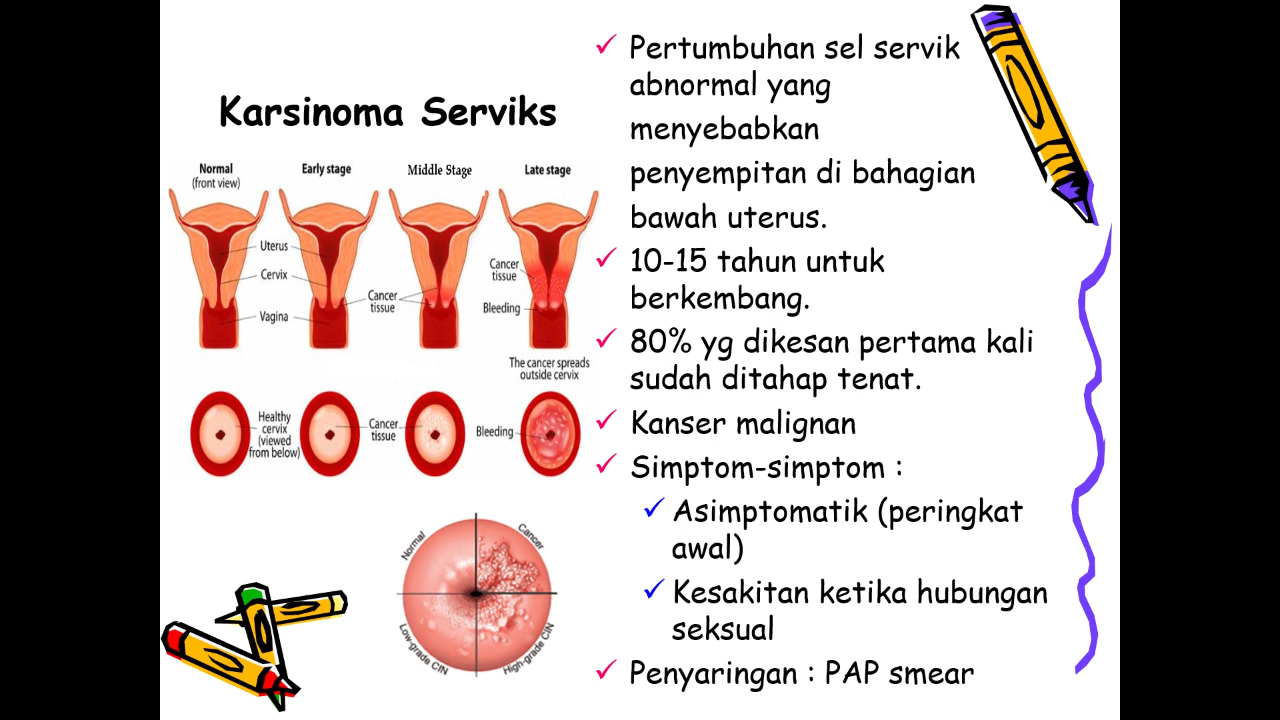 Karsinoma Serviks
Normal
(front view)
Early stage
Middle Stage
Late stage
Uterus
Cervix
Vagina
Cancer
tissue
Cancer
tissue
Bleeding
The cancer spreads
outside cervix
Healthy
cervix
(viewed
from below)
Cancer
tissue
Bleeding
Normal
Cancer
Low-grade CIN
High-grade CIN
Pertumbuhan sel servik
abnormal yang
menyebabkan
penyempitan di bahagian
bawah uterus.
10-15 tahun untuk
berkembang.
80% yg dikesan pertama kali
sudah ditahap tenat.
Kanser malignan
Simptom-simptom :
Asimptomatik (peringkat
awal)
Kesakitan ketika hubungan
seksual
Penyaringan : PAP smear